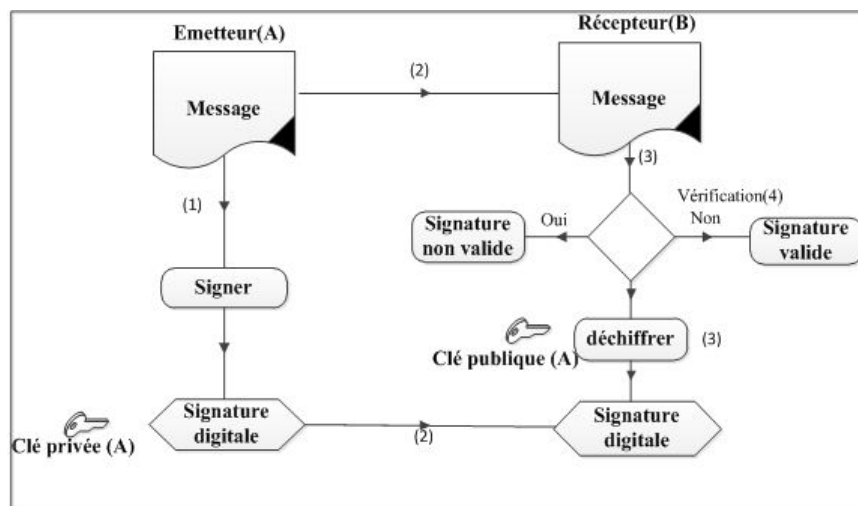 Emetteur(A)
Récepteur(B)
Message
(2)
Message
(1)
(3)
Vérification(4)
Oui
Non
Signature
non valide
Signature
valide
Signer
déchiffrer
(3)
Clé publique (A)
Signature
digitale
Clé privée (A)
(2)
Signature
digitale